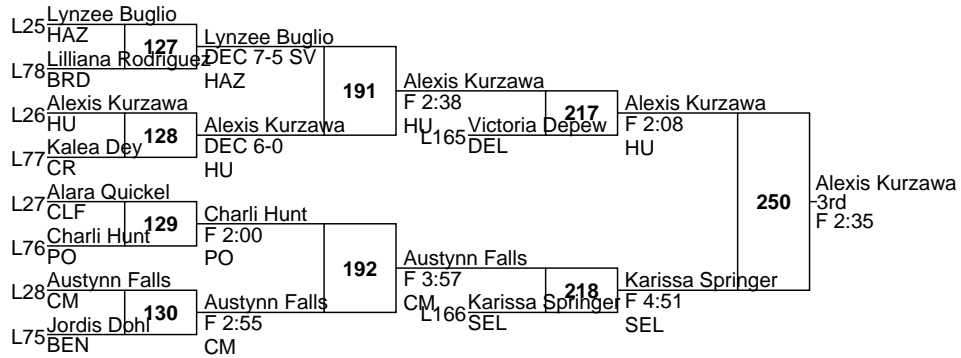 L25 Lynzee Buglio
HAZ
127
L78 Lilliana Rodriguez
BRD
Lynzee Buglio
DEC 7-5 SV
HAZ
L26 Alexis Kurzawa
HU
128
L77 Kalea Dey
CR
Alexis Kurzawa
DEC 6-0
HU
191
Alexis Kurzawa
F 2:38
HU
L165 Victoria Depew
DEL
217
Alexis Kurzawa
F 2:08
HU
L27 Alara Quickel
CLF
129
L76 Charli Hunt
PO
Charli Hunt
F 2:00
PO
L28 Austynn Falls
CM
130
L75 Jordis Dohl
BEN
Austynn Falls
F 2:55
CM
192
Austynn Falls
F 3:57
CM
L166 Karissa Springer
SEL
218
Karissa Springer
F 4:51
SEL
250
Alexis Kurzawa
3rd
F 2:35